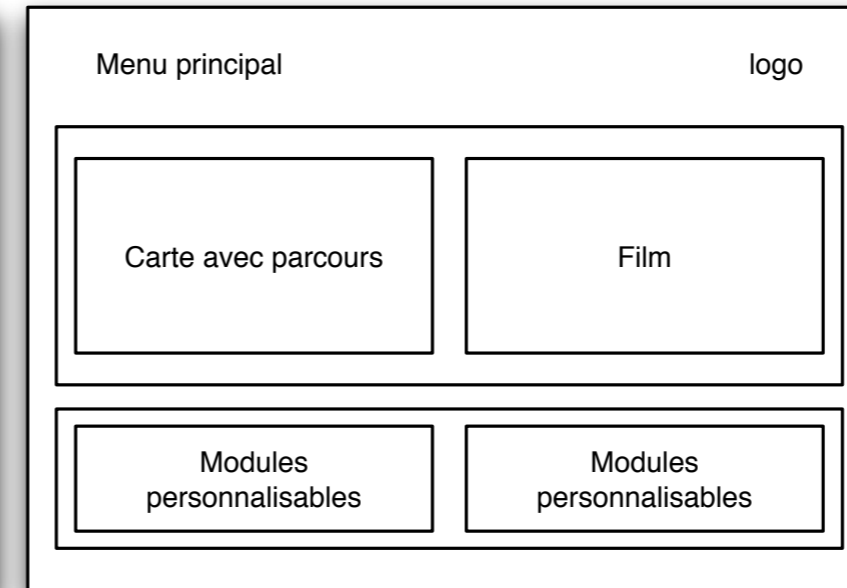 Menu principal
logo
Carte avec parcours
Film
Modules
personnalisables
Modules
personnalisables